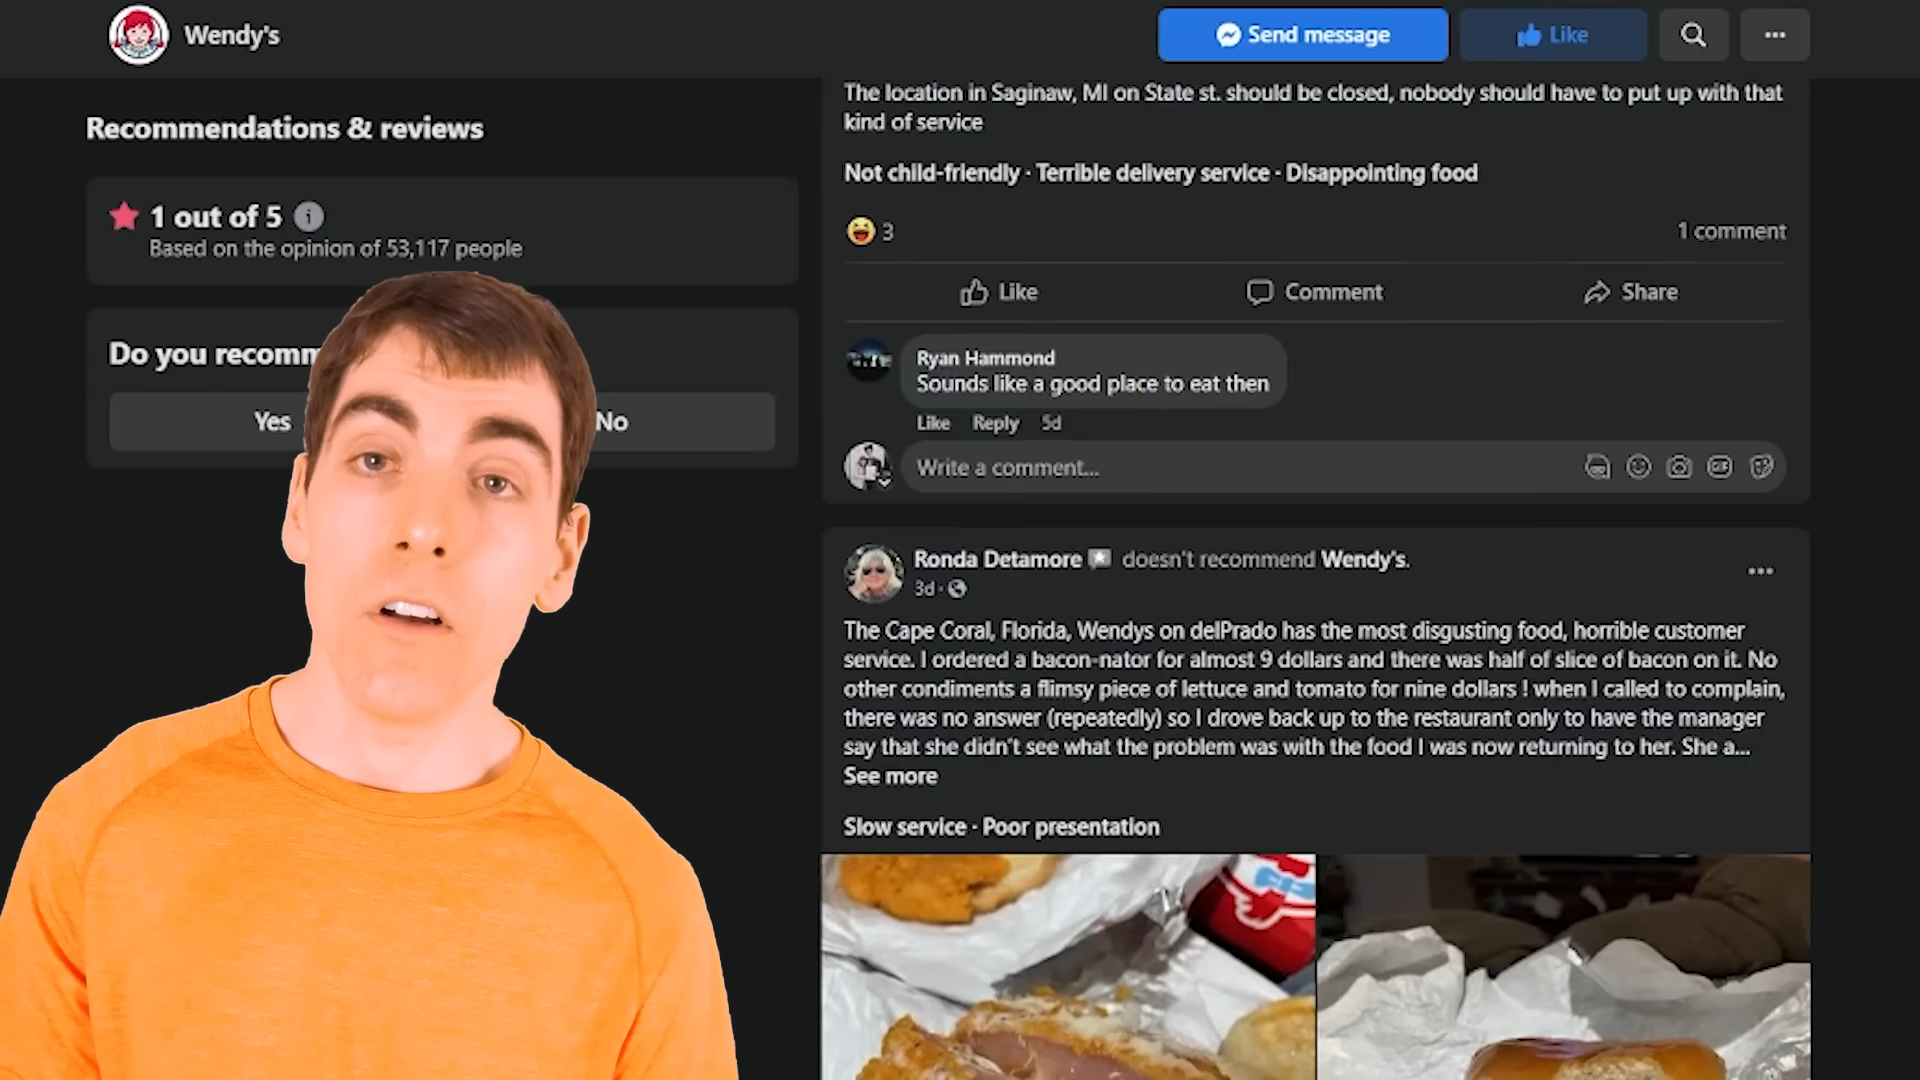 Wendy's
Send message
Like
Recommendations & reviews
1 out of 5
Based on the opinion of 53,117 people
Do you recomm
Yes
No
The location in Saginaw, MI on State st. should be closed, nobody should have to put up with that
kind of service
Not child-friendly · Terrible delivery service · Disappointing food
3
1 comment
Like
Comment
Share
Ryan Hammond
Sounds like a good place to eat then
Like Reply 5d
Write a comment...
GIF
Ronda Detamore doesn't recommend Wendy's.
3d ·
The Cape Coral, Florida, Wendys on delPrado has the most disgusting food, horrible customer
service. I ordered a bacon-nator for almost 9 dollars and there was half of slice of bacon on it. No
other condiments a flimsy piece of lettuce and tomato for nine dollars ! when I called to complain,
there was no answer (repeatedly) so I drove back up to the restaurant only to have the manager
say that she didn't see what the problem was with the food I was now returning to her. She a...
See more
Slow service · Poor presentation